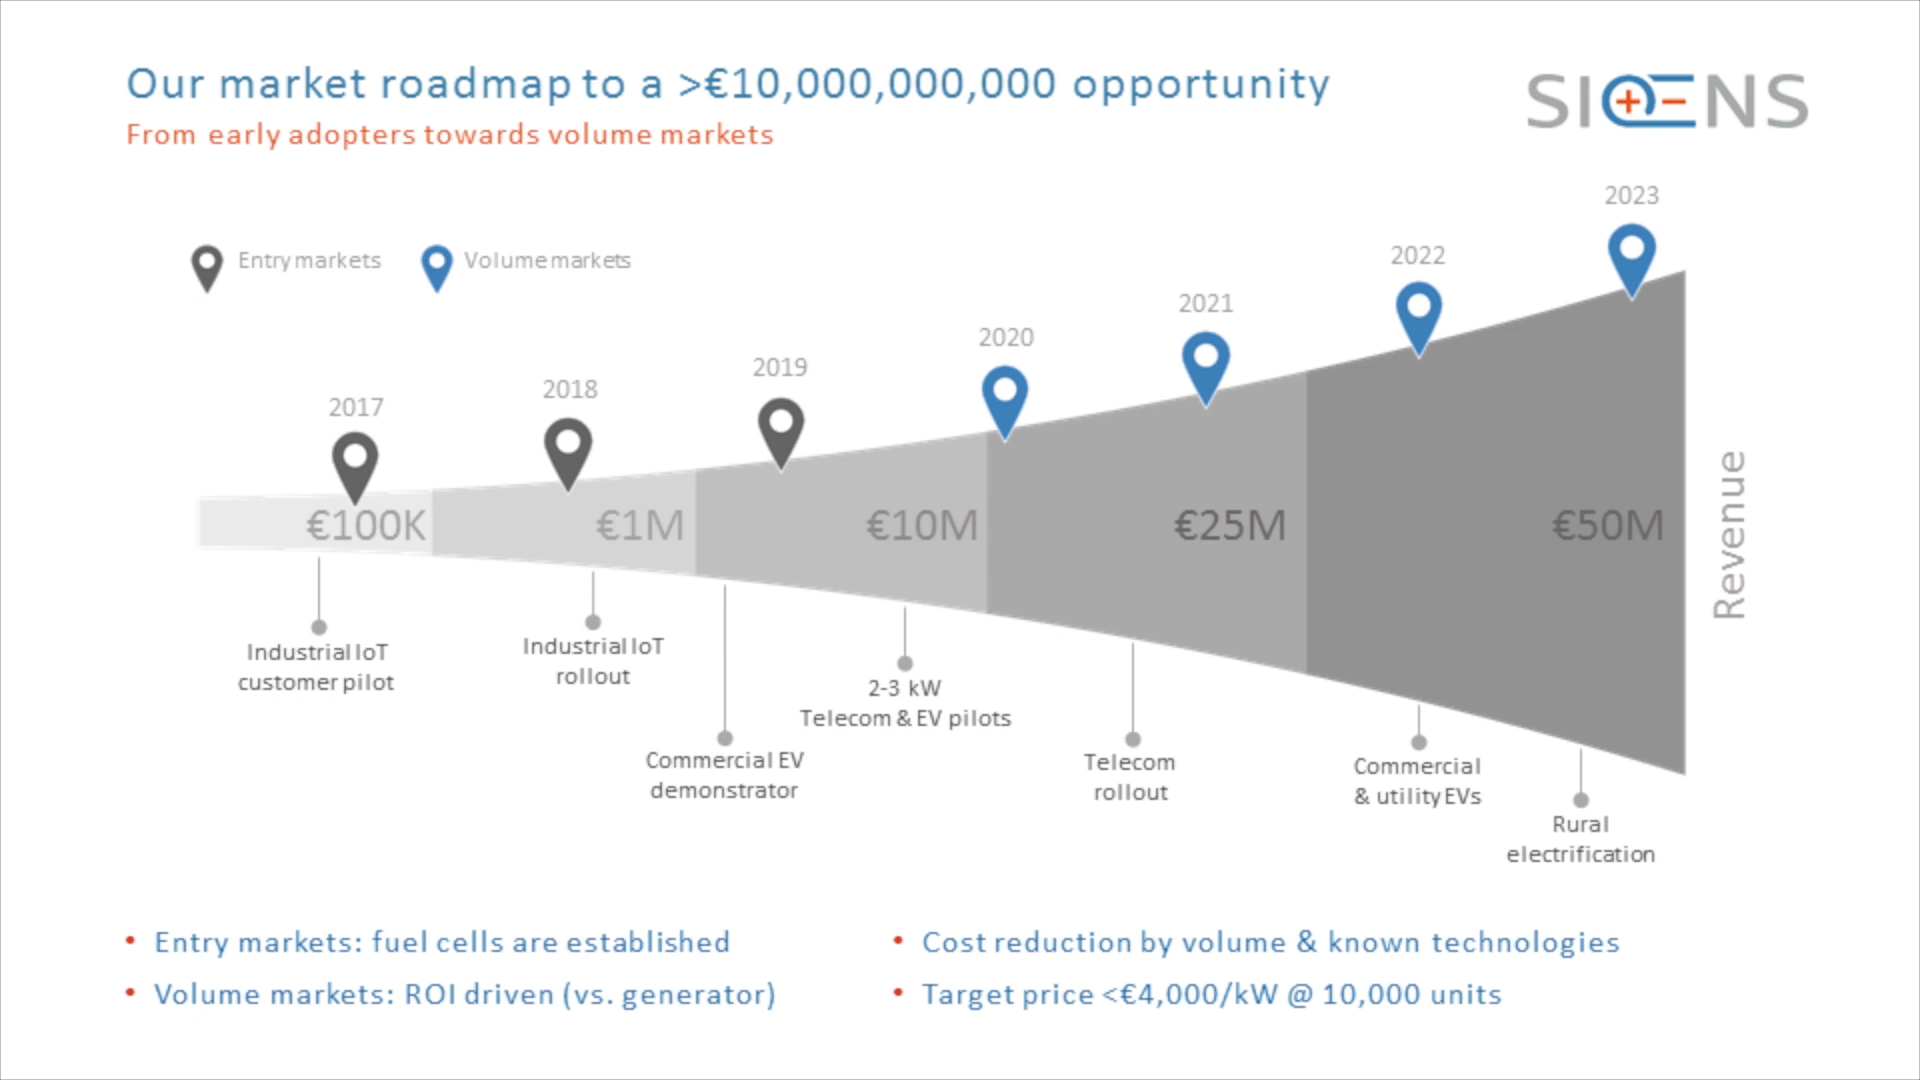 Our market roadmap to a >€10,000,000,000 opportunity
From early adopters towards volume markets
SIQENS
Entry markets
Volume markets
2017
2018
2019
2020
2021
2022
2023
€100K
€1M
€10M
€25M
€50M
Revenue
Industrial IoT
customer pilot
Industrial IoT
rollout
Commercial EV
demonstrator
2-3 kW
Telecom & EV pilots
Telecom
rollout
Commercial
& utility EVs
Rural
electrification
• Entry markets: fuel cells are established
• Volume markets: ROI driven (vs. generator)
• Cost reduction by volume & known technologies
• Target price <€4,000/kW @ 10,000 units